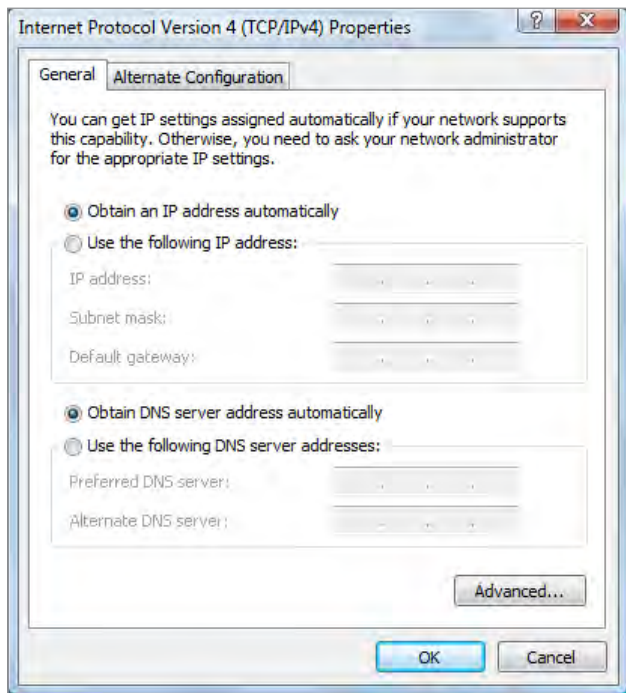 Internet Protocol Version 4 (TCP/IPv4) Properties
General
Alternate Configuration
You can get IP settings assigned automatically if your network supports
this capability. Otherwise, you need to ask your network administrator
for the appropriate IP settings.
Obtain an IP address automatically
Use the following IP address:
IP address:
Subnet mask:
Default gateway:
Obtain DNS server address automatically
Use the following DNS server addresses:
Preferred DNS server:
Alternate DNS server:
Advanced...
OK
Cancel